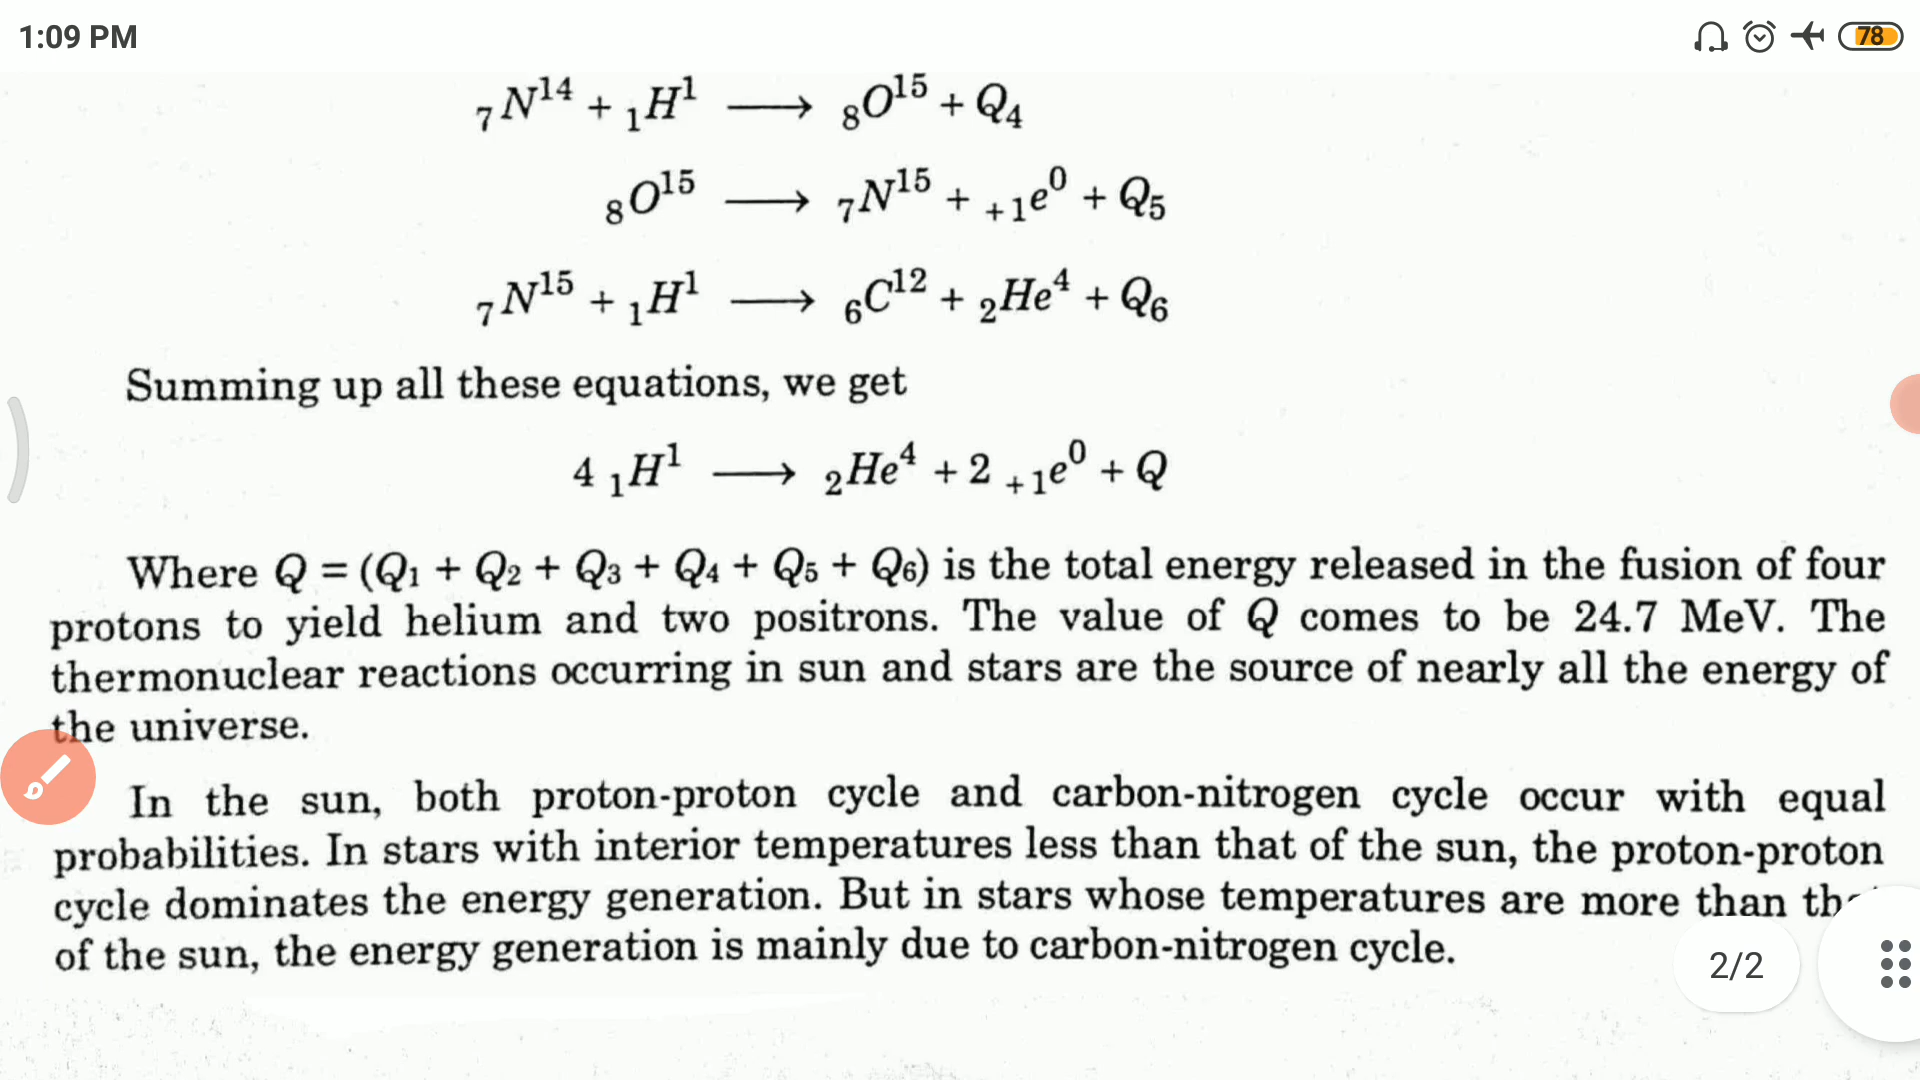 1:09 PM
78
₇N¹⁴ + ₁H¹ ⟶ ₈O¹⁵ + Q₄
₈O¹⁵ ⟶ ₇N¹⁵ + ₊₁e⁰ + Q₅
₇N¹⁵ + ₁H¹ ⟶ ₆C¹² + ₂He⁴ + Q₆
Summing up all these equations, we get
4 ₁H¹ ⟶ ₂He⁴ + 2 ₊₁e⁰ + Q
Where Q = (Q₁ + Q₂ + Q₃ + Q₄ + Q₅ + Q₆) is the total energy released in the fusion of four
protons to yield helium and two positrons. The value of Q comes to be 24.7 MeV. The
thermonuclear reactions occurring in sun and stars are the source of nearly all the energy of
the universe.
In the sun, both proton-proton cycle and carbon-nitrogen cycle occur with equal
probabilities. In stars with interior temperatures less than that of the sun, the proton-proton
cycle dominates the energy generation. But in stars whose temperatures are more than
of the sun, the energy generation is mainly due to carbon-nitrogen cycle.
2/2